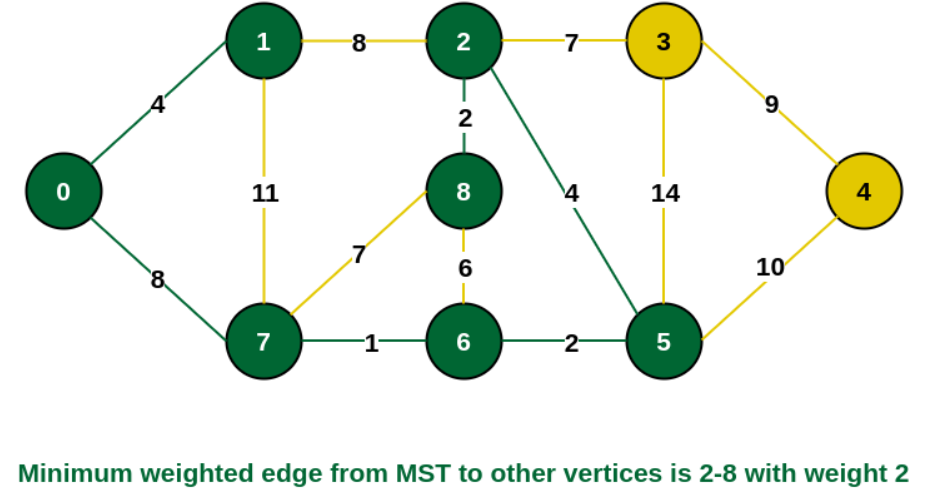 1 8 2 7 3
4 9
2
0 11 8 4 14 4
7
6 10
8
7 1 6 2 5
Minimum weighted edge from MST to other vertices is 2-8 with weight 2